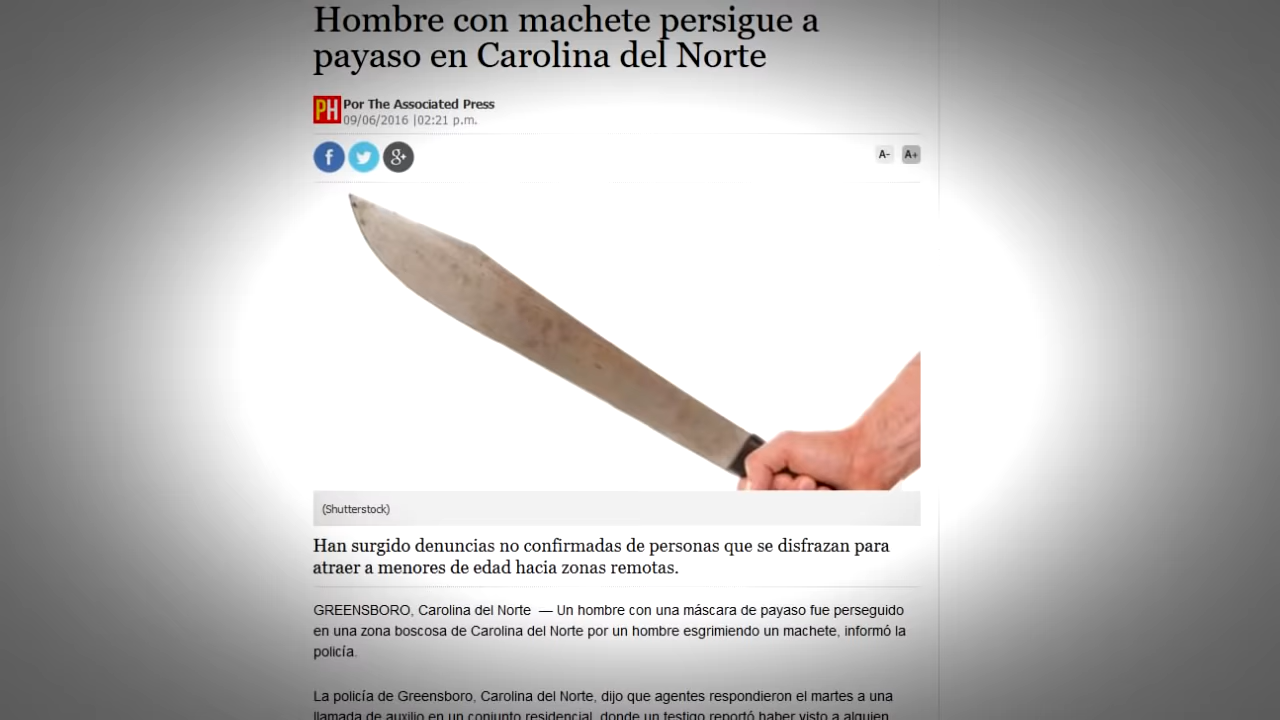 Hombre con machete persigue a
payaso en Carolina del Norte
PH Por The Associated Press
09/06/2016 |02:21 p.m.
f g+ A- A+
(Shutterstock)
Han surgido denuncias no confirmadas de personas que se disfrazan para
atraer a menores de edad hacia zonas remotas.
GREENSBORO, Carolina del Norte — Un hombre con una máscara de payaso fue perseguido
en una zona boscosa de Carolina del Norte por un hombre esgrimiendo un machete, informó la
policía.
La policía de Greensboro, Carolina del Norte, dijo que agentes respondieron el martes a una
llamada de auxilio en un conjunto residencial, donde un testigo reportó haber visto a alguien